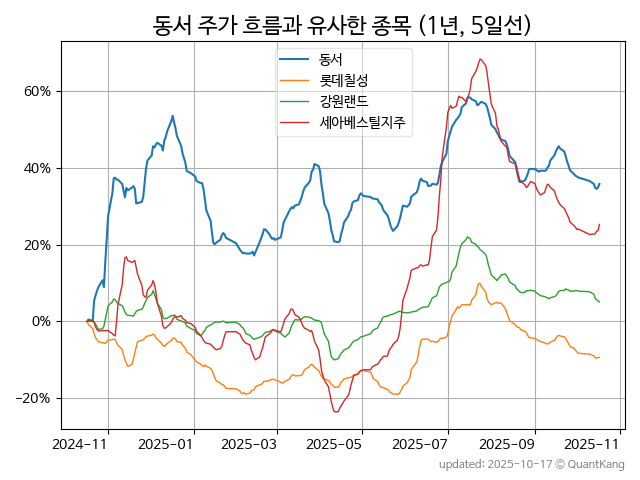 동서 주가 흐름과 유사한 종목 (1년, 5일선)
동서
롯데칠성
강원랜드
세아베스틸지주
60%
40%
20%
0%
−20%
2024-11 2025-01 2025-03 2025-05 2025-07 2025-09 2025-11
updated: 2025-10-17 © QuantKang